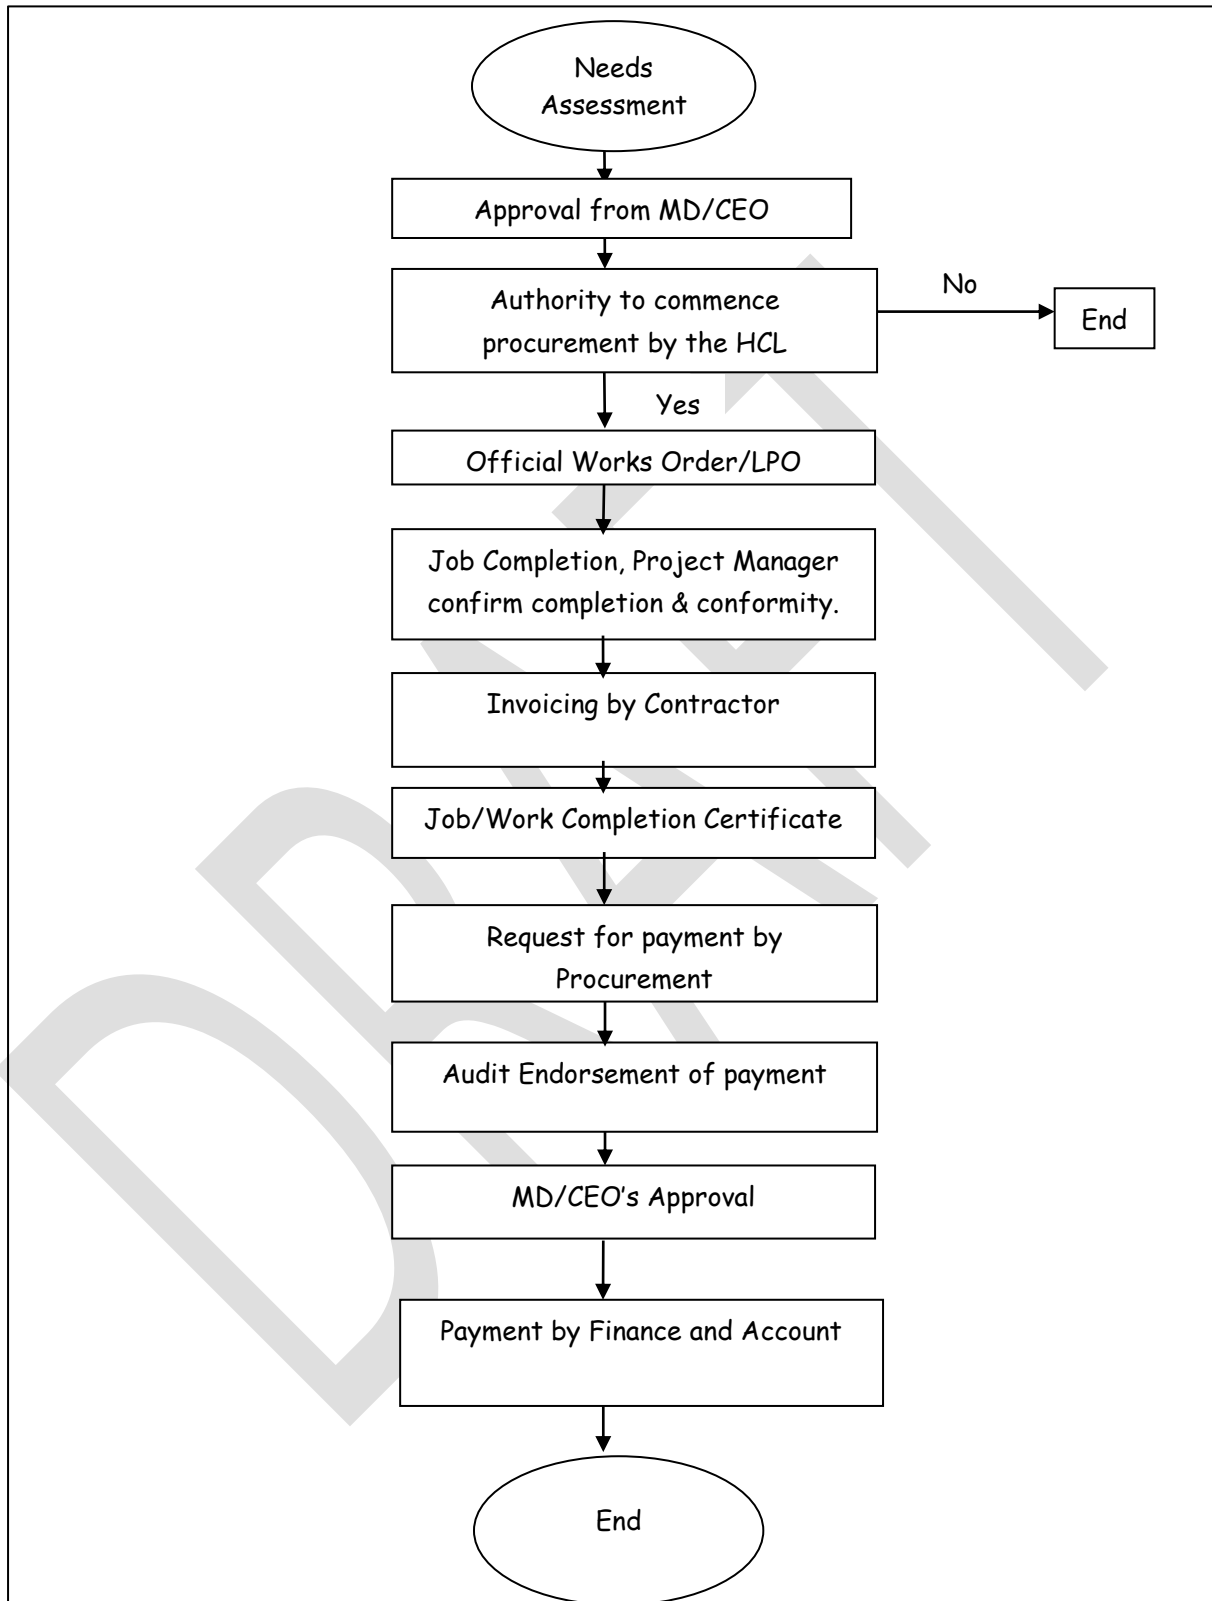 Needs
Assessment
Approval from MD/CEO
Authority to commence
procurement by the HCL
No
End
Yes
Official Works Order/LPO
Job Completion, Project Manager
confirm completion & conformity.
Invoicing by Contractor
Job/Work Completion Certificate
Request for payment by
Procurement
Audit Endorsement of payment
MD/CEO’s Approval
Payment by Finance and Account
End
DRAFT